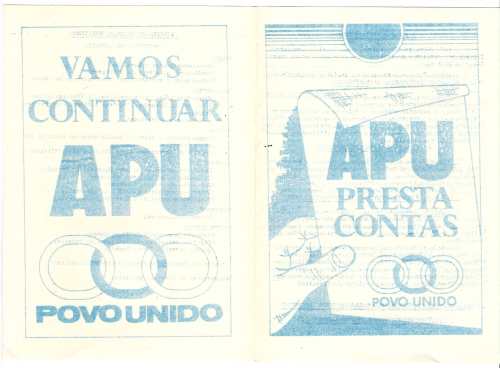 VAMOS
CONTINUAR
APU
POVO UNIDO
APU
PRESTA
CONTAS
POVO UNIDO